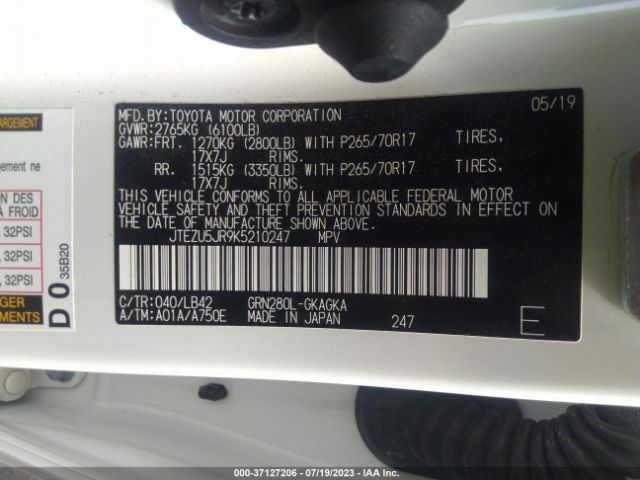 ARGEMENT
gement ne
ION DES
A FROID
, 32PSI
, 32PSI
, 32PSI
GER
EMENTS
D 0
35B20
MFD.BY:TOYOTA MOTOR CORPORATION 05/19
GVWR:2765KG (6100LB)
GAWR:FRT. 1270KG (2800LB) WITH P265/70R17 TIRES,
17X7J RIMS.
RR. 1515KG (3350LB) WITH P265/70R17 TIRES,
17X7J RIMS.
THIS VEHICLE CONFORMS TO ALL APPLICABLE FEDERAL MOTOR
VEHICLE SAFETY AND THEFT PREVENTION STANDARDS IN EFFECT ON
THE DATE OF MANUFACTURE SHOWN ABOVE.
JTEZU5JR9K5210247 MPV
C/TR:040/LB42 GRN280L-GKAGKA
A/TM:A01A/A750E MADE IN JAPAN 247 E
000-37127206 - 07/19/2023 - IAA Inc.